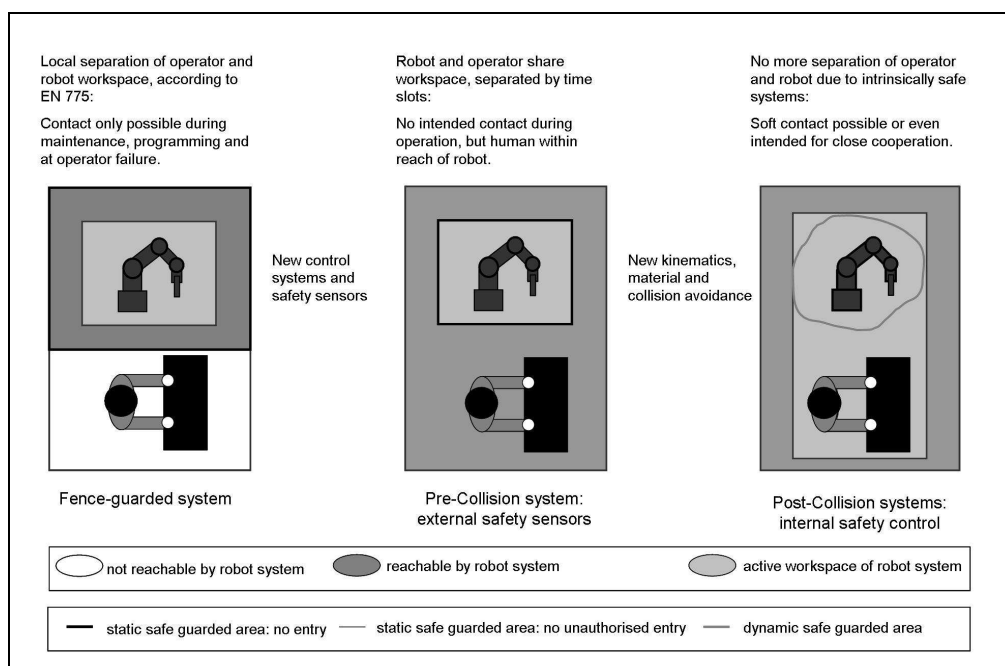 Local separation of operator and
robot workspace, according to
EN 775:
Contact only possible during
maintenance, programming and
at operator failure.
Robot and operator share
workspace, separated by time
slots:
No intended contact during
operation, but human within
reach of robot.
No more separation of operator
and robot due to intrinsically safe
systems:
Soft contact possible or even
intended for close cooperation.
New control
systems and
safety sensors
New kinematics,
material and
collision avoidance
Fence-guarded system
Pre-Collision system:
external safety sensors
Post-Collision systems:
internal safety control
not reachable by robot system
reachable by robot system
active workspace of robot system
static safe guarded area: no entry
static safe guarded area: no unauthorised entry
dynamic safe guarded area